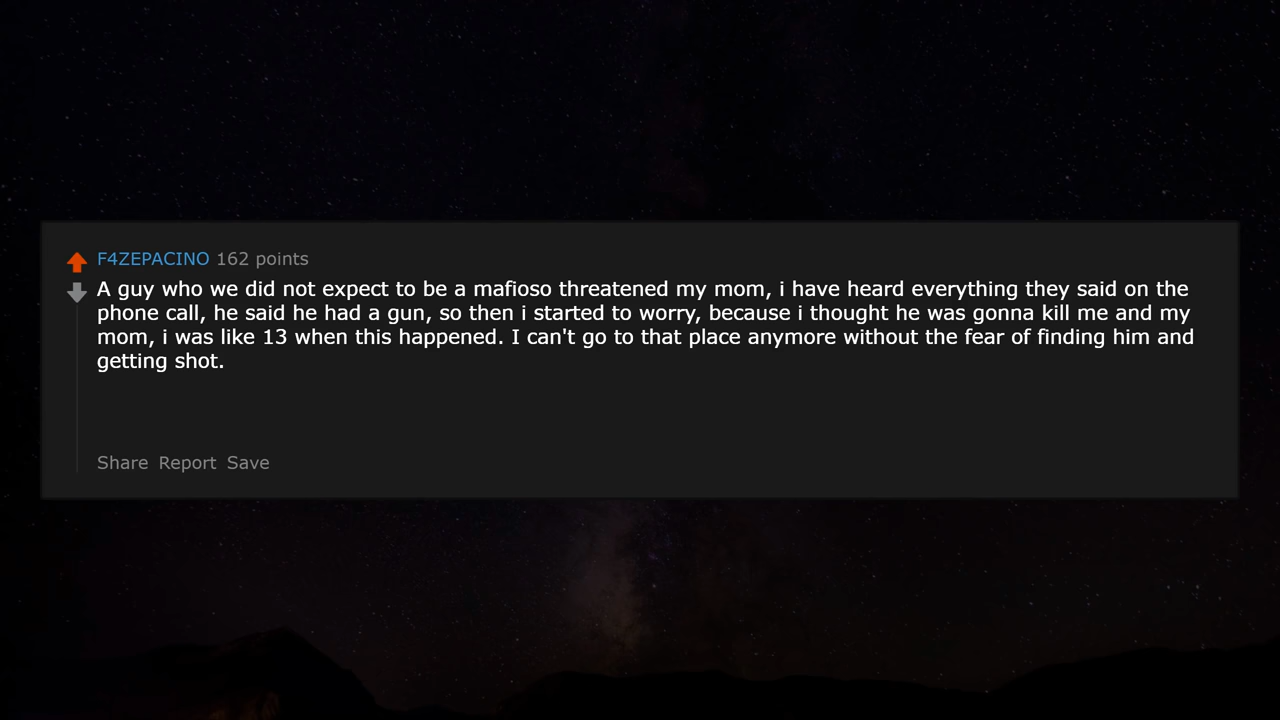 F4ZEPACINO 162 points
A guy who we did not expect to be a mafioso threatened my mom, i have heard everything they said on the
phone call, he said he had a gun, so then i started to worry, because i thought he was gonna kill me and my
mom, i was like 13 when this happened. I can't go to that place anymore without the fear of finding him and
getting shot.
Share Report Save